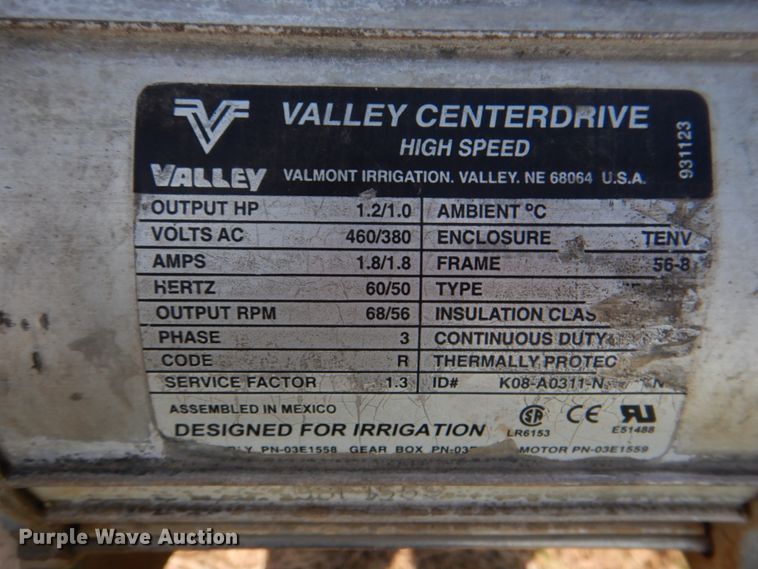 VALLEY CENTERDRIVE
HIGH SPEED
931123
VALLEY VALMONT IRRIGATION. VALLEY. NE 68064 U.S.A.
OUTPUT HP 1.2/1.0 AMBIENT ºC
VOLTS AC 460/380 ENCLOSURE TENV
AMPS 1.8/1.8 FRAME 56-8
HERTZ 60/50 TYPE
OUTPUT RPM 68/56 INSULATION CLAS
PHASE 3 CONTINUOUS DUTY
CODE R THERMALLY PROTEC
SERVICE FACTOR 1.3 ID# K08-A0311-N N
ASSEMBLED IN MEXICO
DESIGNED FOR IRRIGATION
LR6153 E51488
PN-03E1558 GEAR BOX MOTOR PN-03E1559
Purple Wave Auction